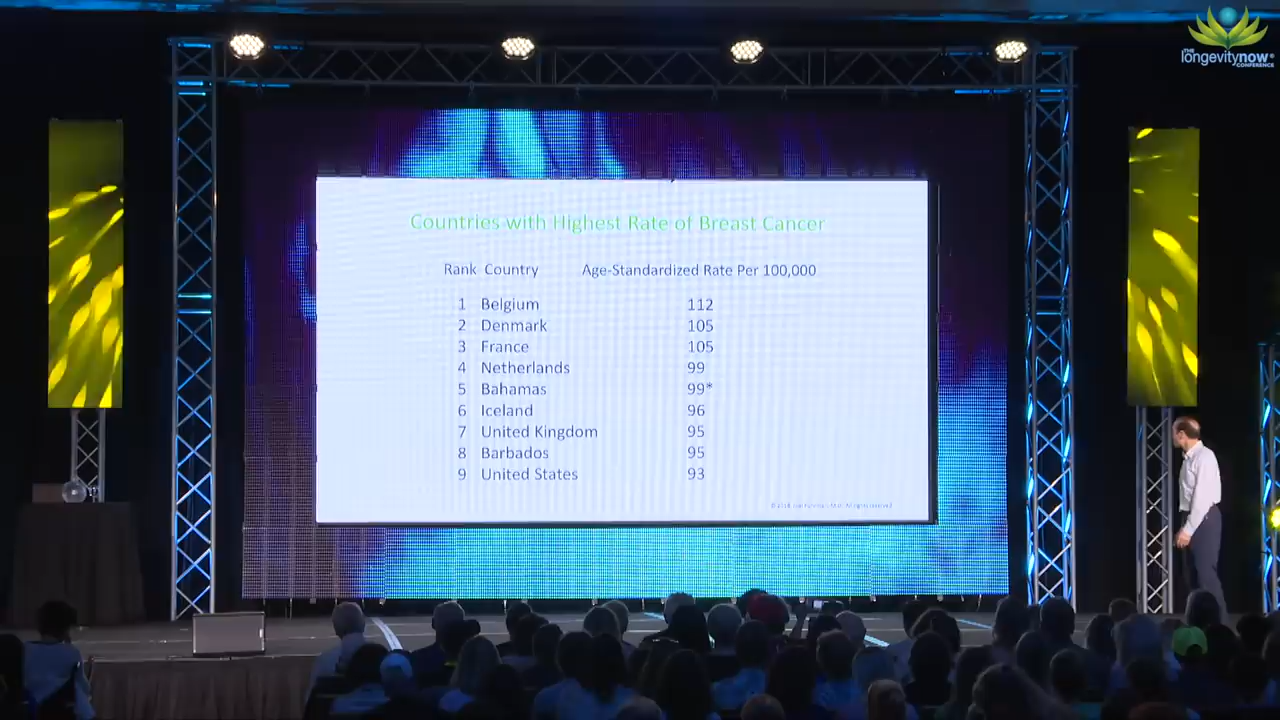 THE
longevitynow®
CONFERENCE
Countries with Highest Rate of Breast Cancer
Rank Country Age-Standardized Rate Per 100,000
1 Belgium 112
2 Denmark 105
3 France 105
4 Netherlands 99
5 Bahamas 99*
6 Iceland 96
7 United Kingdom 95
8 Barbados 95
9 United States 93